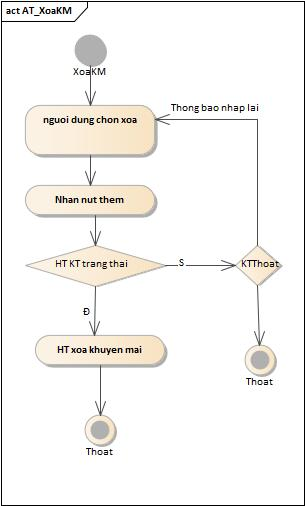 act AT_XoaKM
XoaKM
nguoi dung chon xoa
Thong bao nhap lai
Nhan nut them
HT KT trang thai
S
KTThoat
Đ
HT xoa khuyen mai
Thoat
Thoat